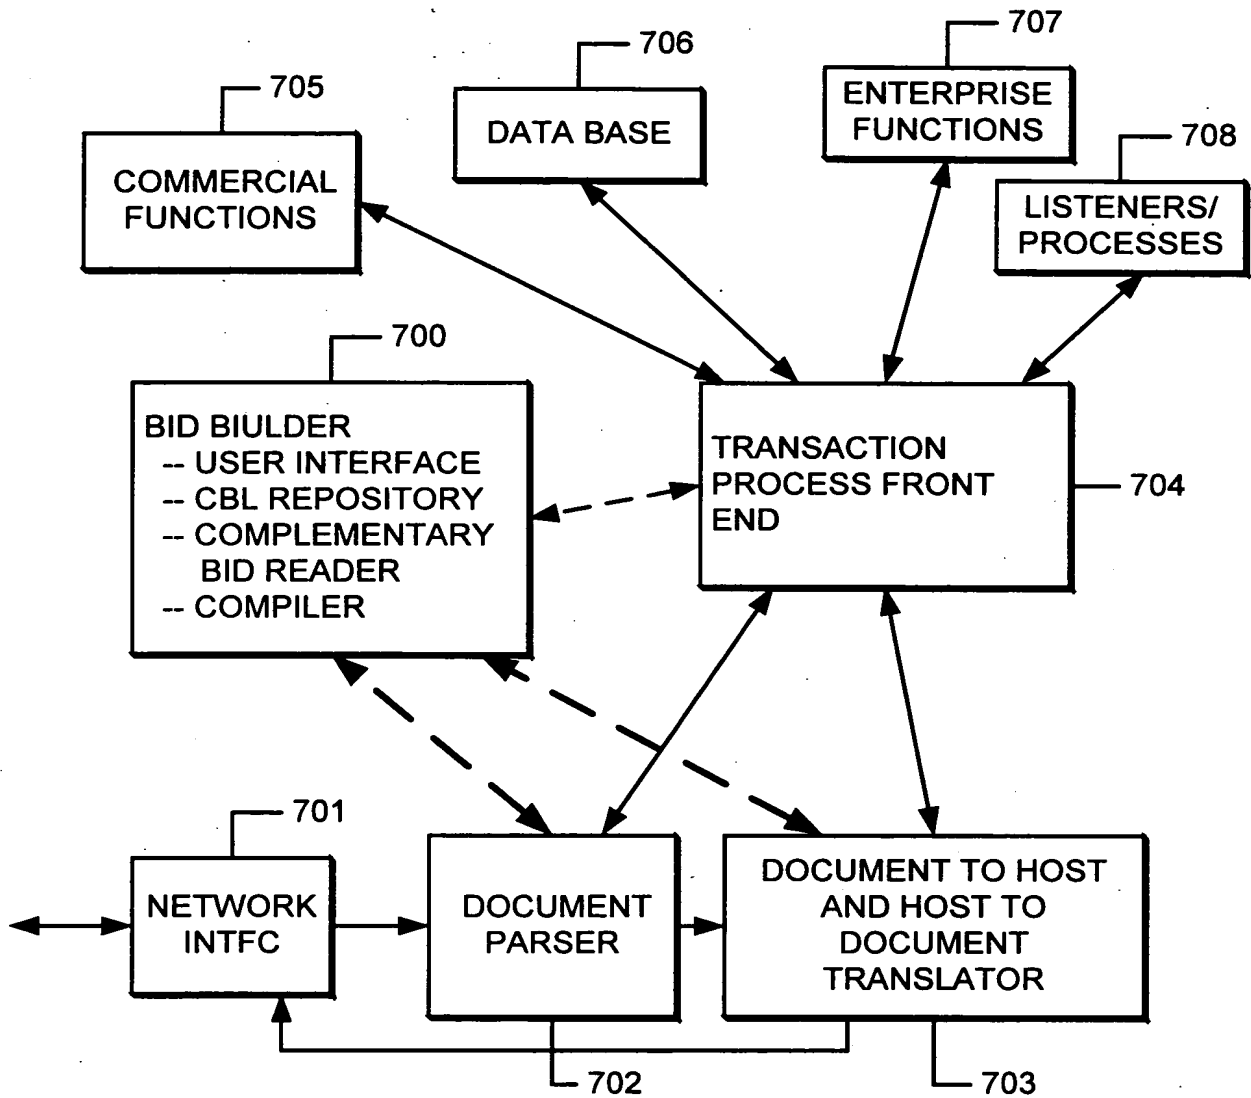 706
707
705
ENTERPRISE
FUNCTIONS
DATA BASE
708
COMMERCIAL
FUNCTIONS
LISTENERS/
PROCESSES
700
BID BIULDER
-- USER INTERFACE
-- CBL REPOSITORY
-- COMPLEMENTARY
BID READER
-- COMPILER
TRANSACTION
PROCESS FRONT
END
704
701
NETWORK
INTFC
DOCUMENT
PARSER
DOCUMENT TO HOST
AND HOST TO
DOCUMENT
TRANSLATOR
702
703